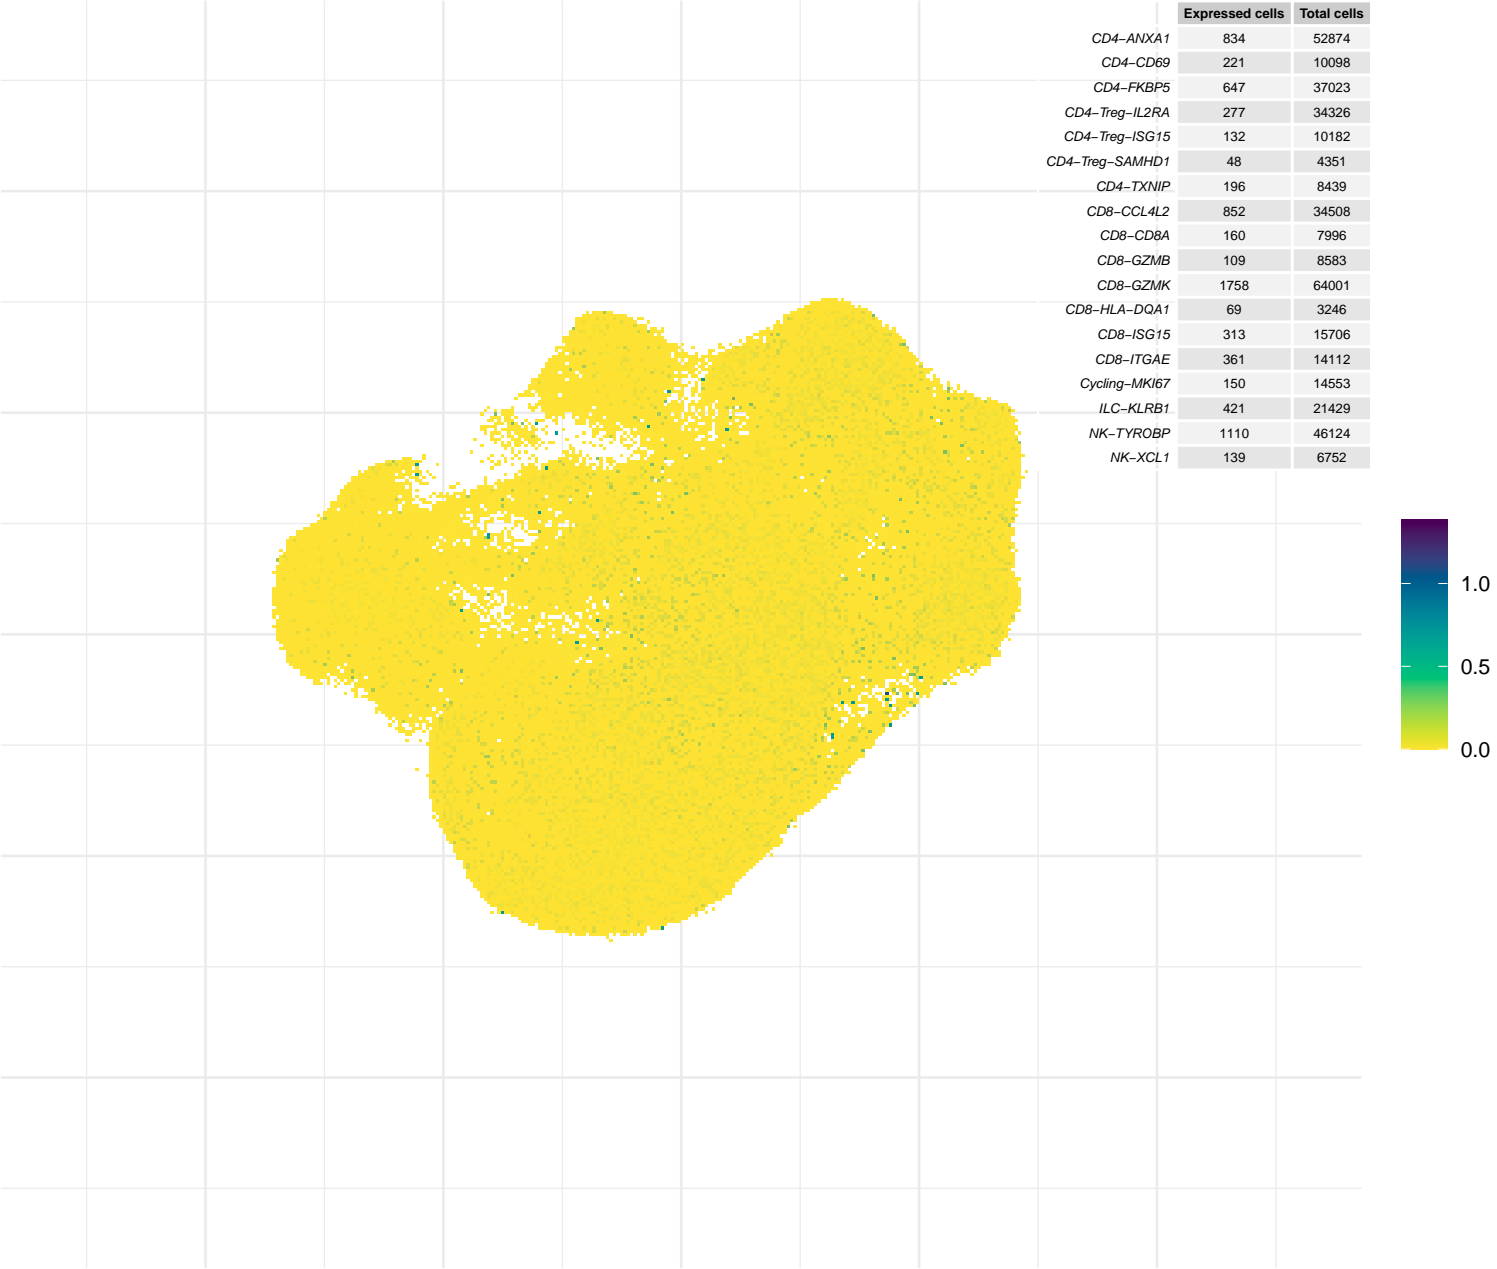 Expressed cells Total cells
CD4−ANXA1 834 52874
CD4−CD69 221 10098
CD4−FKBP5 647 37023
CD4−Treg−IL2RA 277 34326
CD4−Treg−ISG15 132 10182
CD4−Treg−SAMHD1 48 4351
CD4−TXNIP 196 8439
CD8−CCL4L2 852 34508
CD8−CD8A 160 7996
CD8−GZMB 109 8583
CD8−GZMK 1758 64001
CD8−HLA−DQA1 69 3246
CD8−ISG15 313 15706
CD8−ITGAE 361 14112
Cycling−MKI67 150 14553
ILC−KLRB1 421 21429
NK−TYROBP 1110 46124
NK−XCL1 139 6752
1.0
0.5
0.0